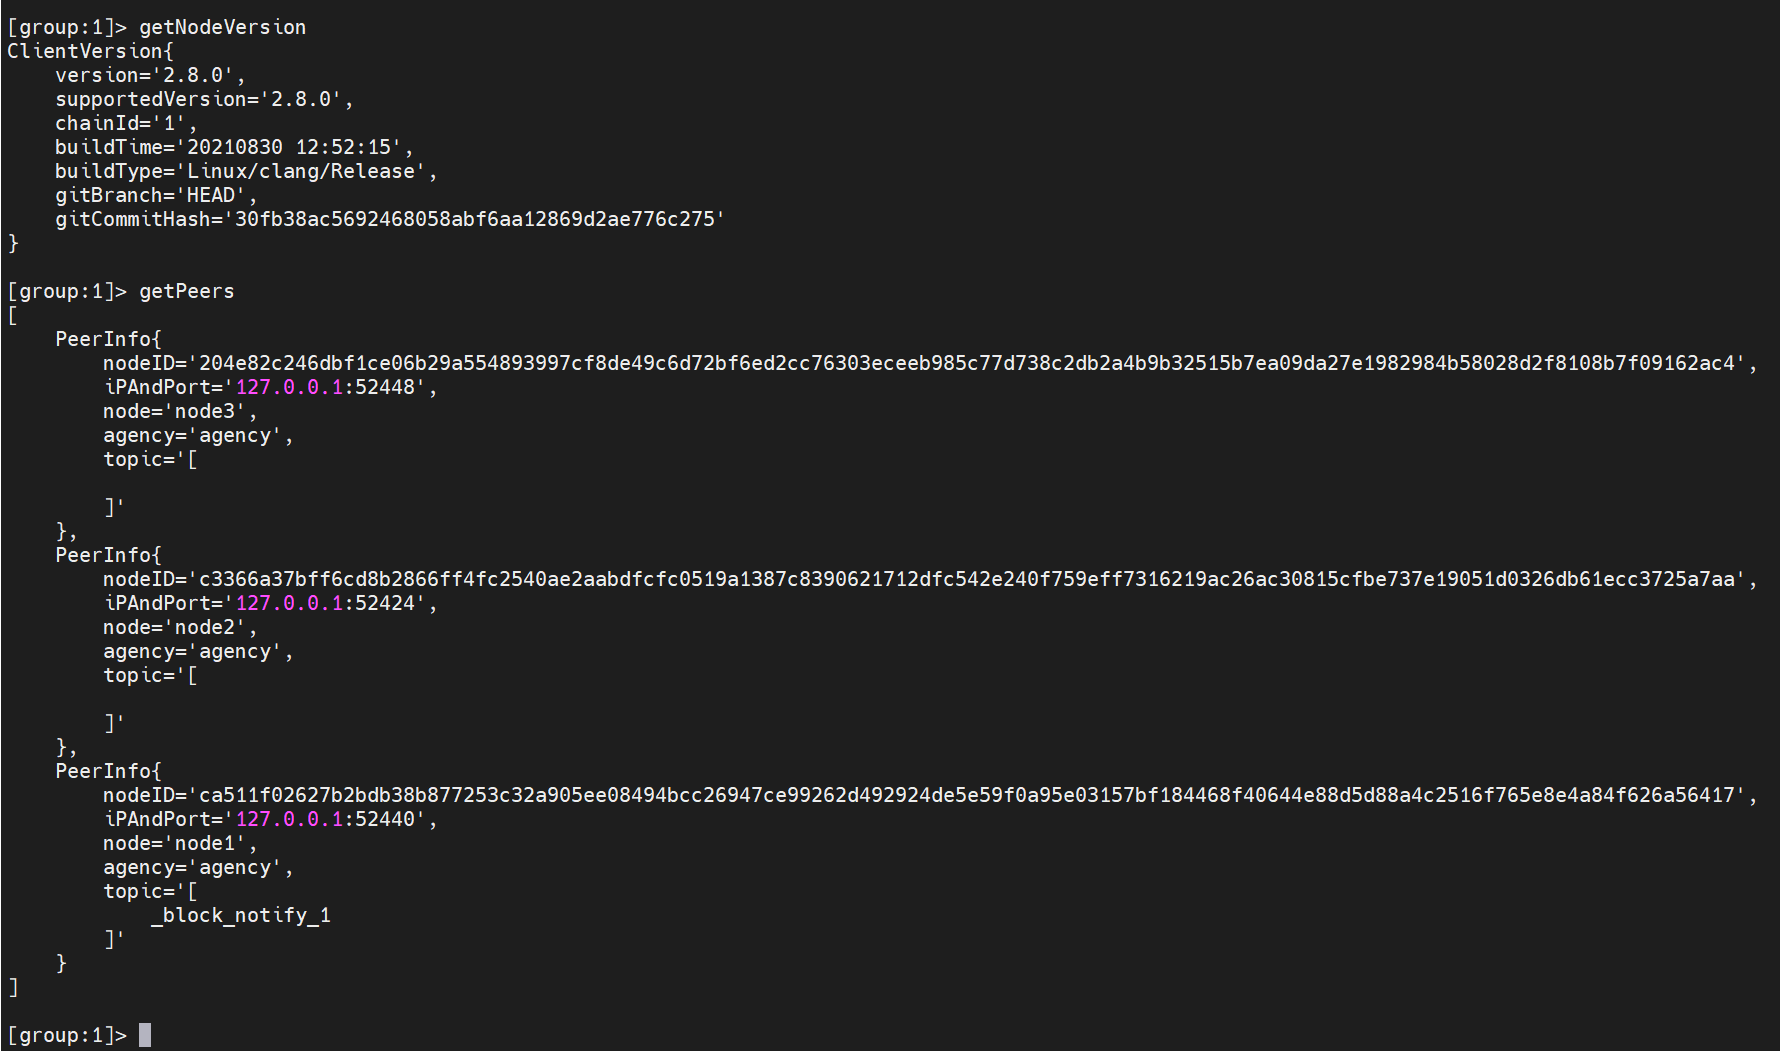 [group:1]> getNodeVersion
ClientVersion{
    version='2.8.0',
    supportedVersion='2.8.0',
    chainId='1',
    buildTime='20210830 12:52:15',
    buildType='Linux/clang/Release',
    gitBranch='HEAD',
    gitCommitHash='30fb38ac5692468058abf6aa12869d2ae776c275'
}
[group:1]> getPeers
[
    PeerInfo{
        nodeID='204e82c246dbf1ce06b29a554893997cf8de49c6d72bf6ed2cc76303eceeb985c77d738c2db2a4b9b32515b7ea09da27e1982984b58028d2f8108b7f09162ac4',
        iPAndPort='127.0.0.1:52448',
        node='node3',
        agency='agency',
        topic='[
        ]'
    },
    PeerInfo{
        nodeID='c3366a37bff6cd8b2866ff4fc2540ae2aabdfcfc0519a1387c8390621712dfc542e240f759eff7316219ac26ac30815cfbe737e19051d0326db61ecc3725a7aa',
        iPAndPort='127.0.0.1:52424',
        node='node2',
        agency='agency',
        topic='[
        ]'
    },
    PeerInfo{
        nodeID='ca511f02627b2bdb38b877253c32a905ee08494bcc26947ce99262d492924de5e59f0a95e03157bf184468f40644e88d5d88a4c2516f765e8e4a84f626a56417',
        iPAndPort='127.0.0.1:52440',
        node='node1',
        agency='agency',
        topic='[
            _block_notify_1
        ]'
    }
]
[group:1]>